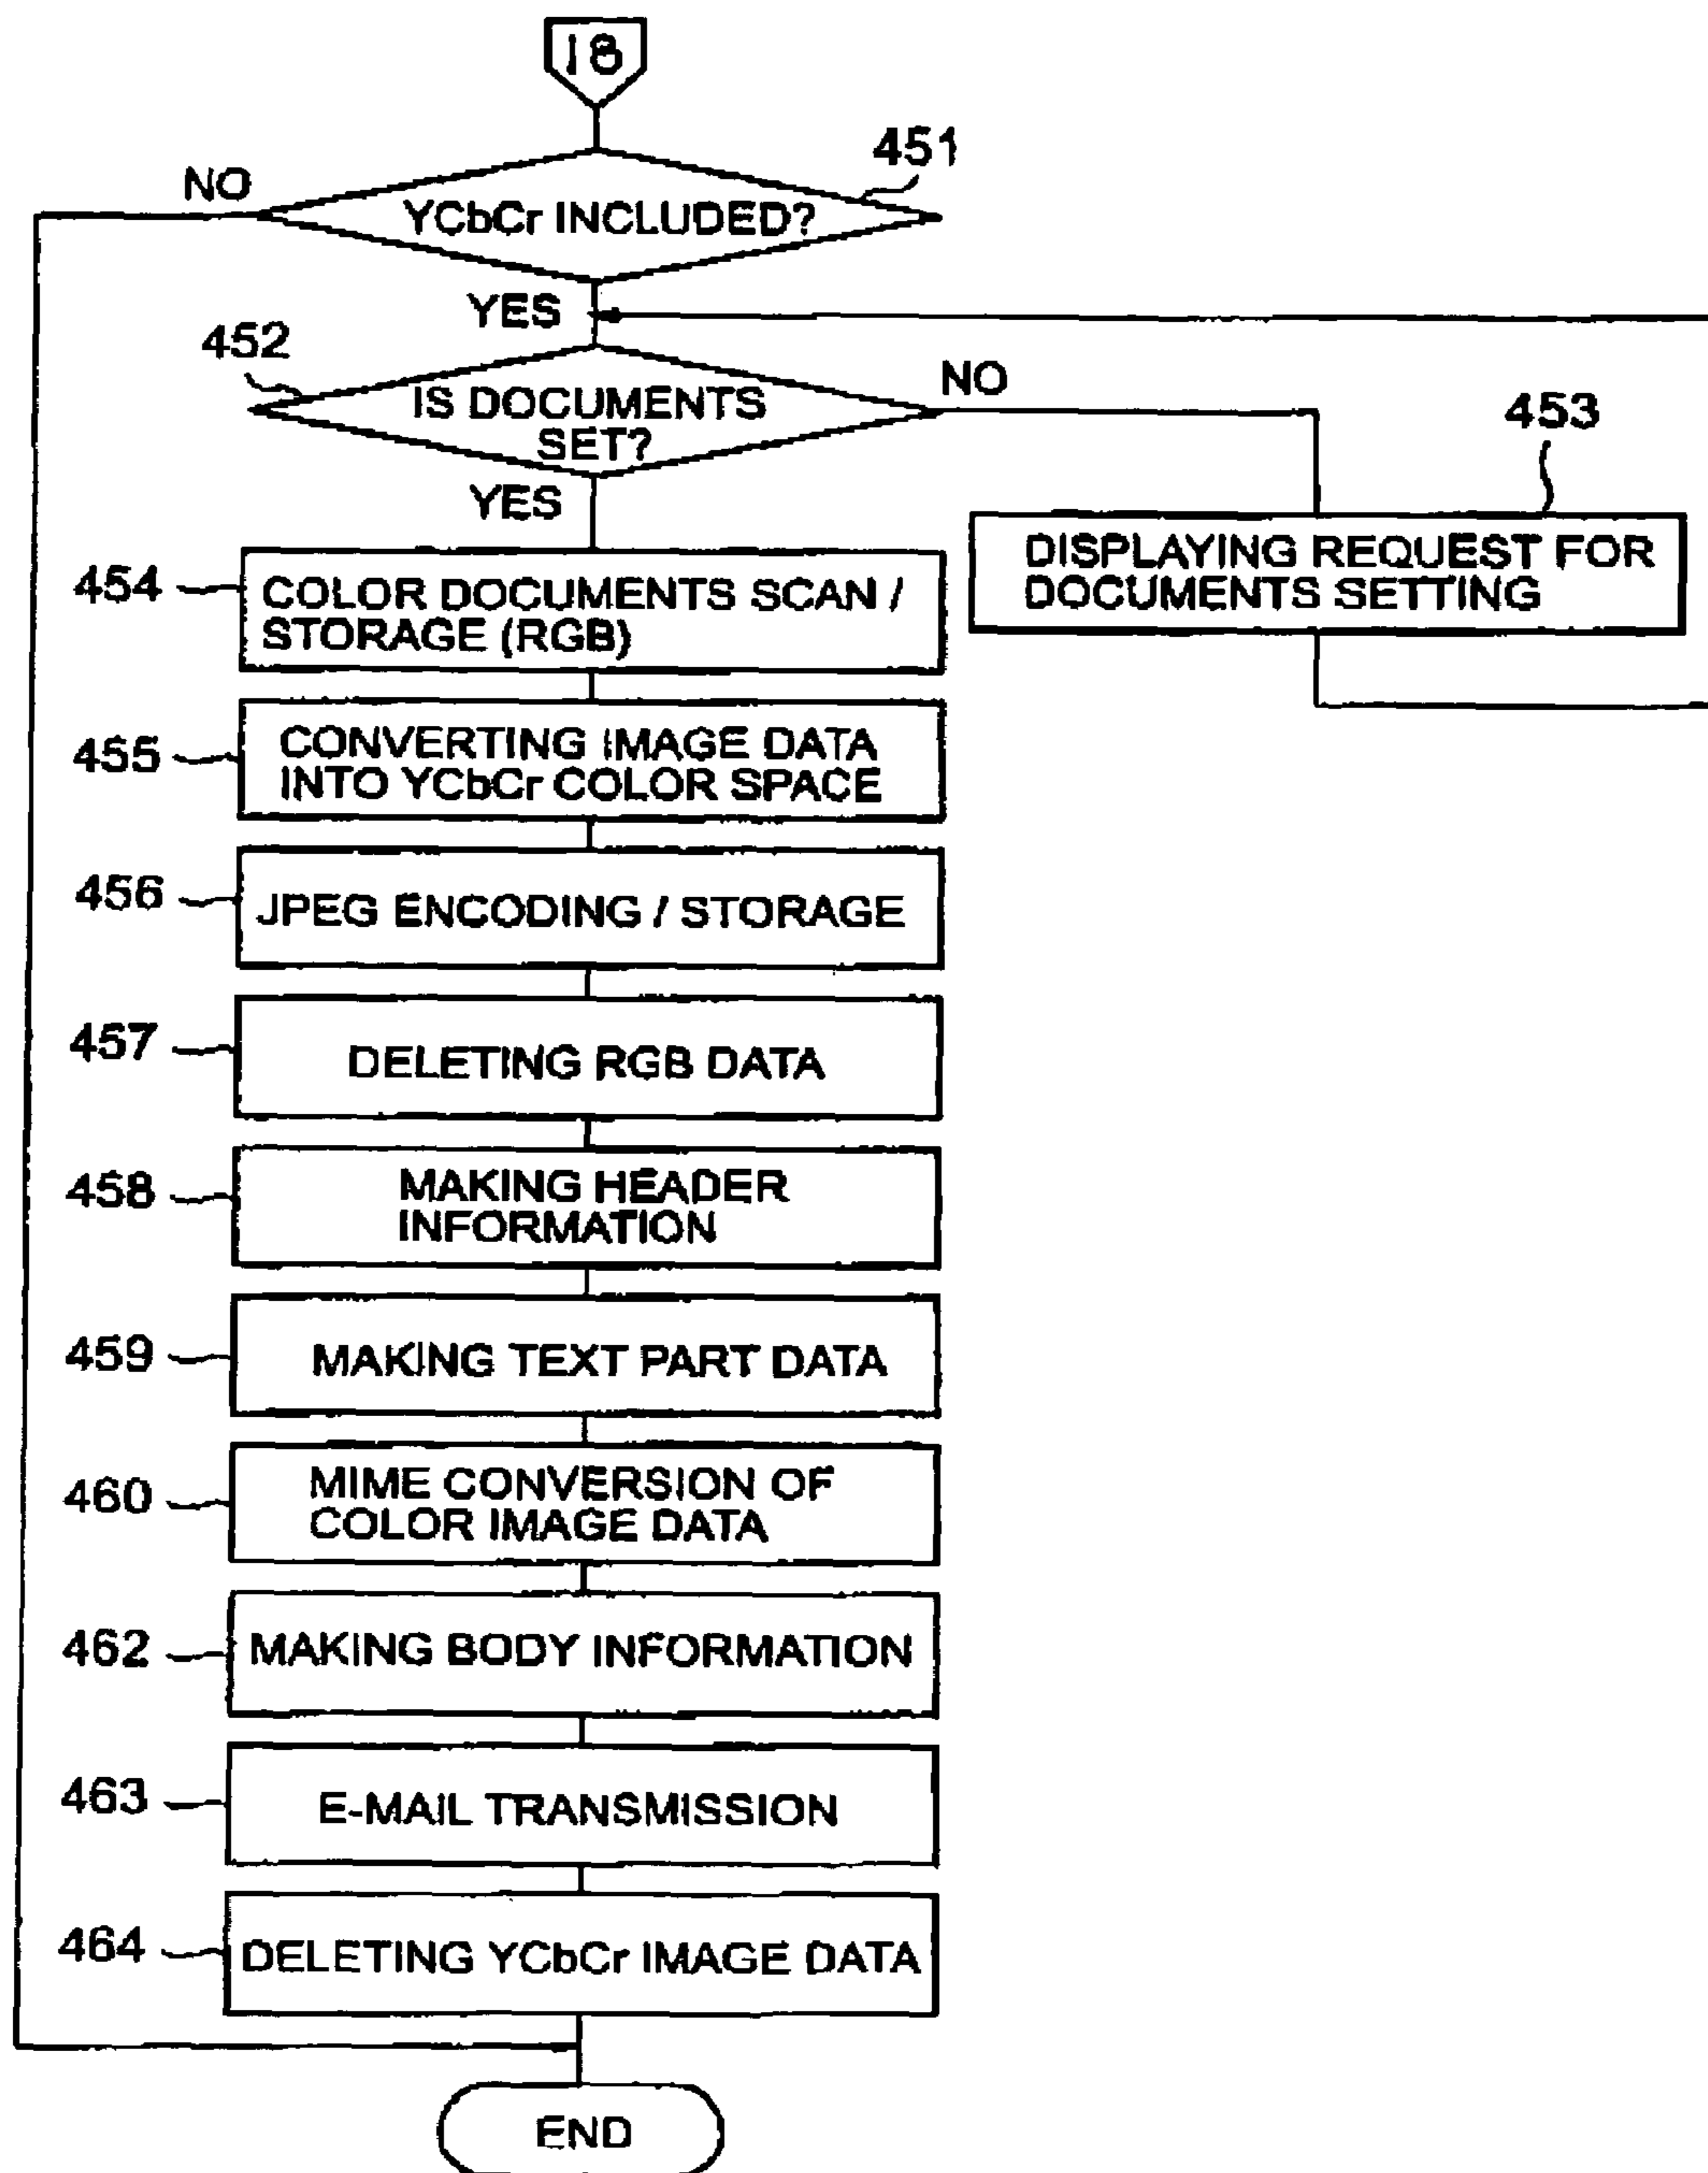 18
451
NO
YCbCr INCLUDED?
YES
452
NO
IS DOCUMENTS
SET?
453
YES
DISPLAYING REQUEST FOR
DOCUMENTS SETTING
454
COLOR DOCUMENTS SCAN /
STORAGE (RGB)
455
CONVERTING IMAGE DATA
INTO YCbCr COLOR SPACE
456
JPEG ENCODING / STORAGE
457
DELETING RGB DATA
458
MAKING HEADER
INFORMATION
459
MAKING TEXT PART DATA
460
MIME CONVERSION OF
COLOR IMAGE DATA
462
MAKING BODY INFORMATION
463
E-MAIL TRANSMISSION
464
DELETING YCbCr IMAGE DATA
END